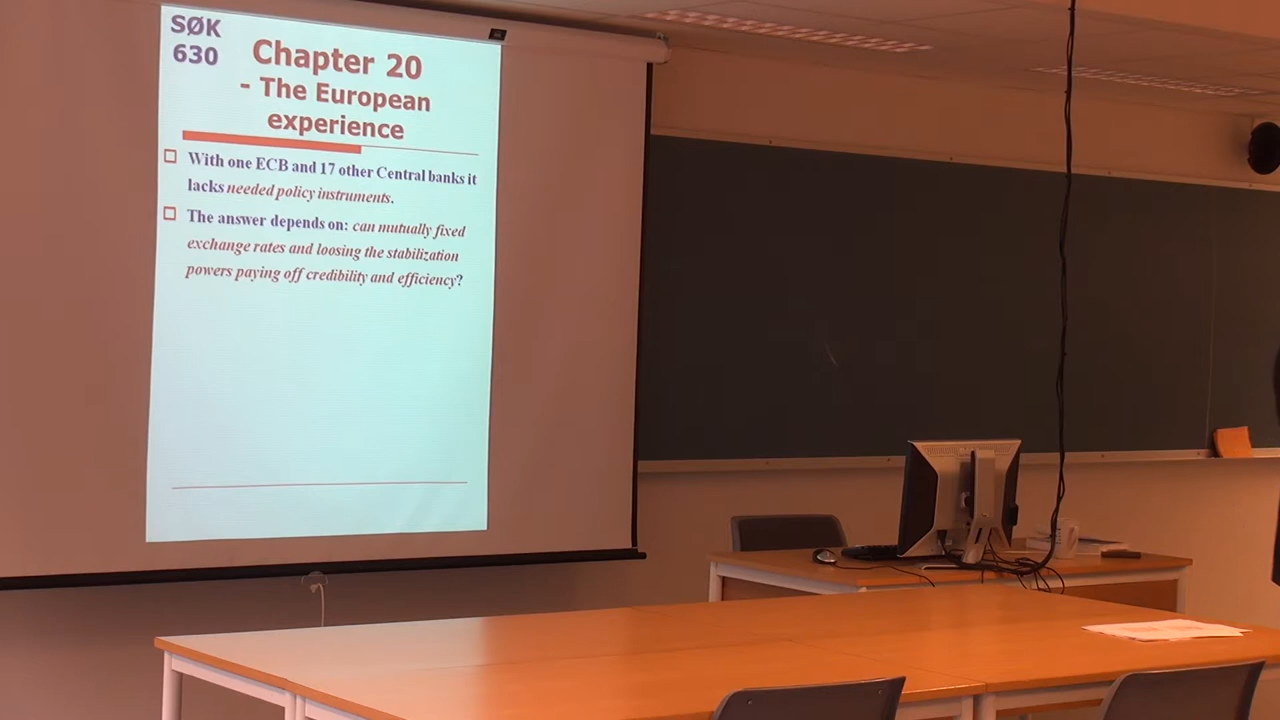 SØK
630
Chapter 20
- The European
experience
With one ECB and 17 other Central banks it
lacks needed policy instruments.
The answer depends on: can mutually fixed
exchange rates and loosing the stabilization
powers paying off credibility and efficiency?